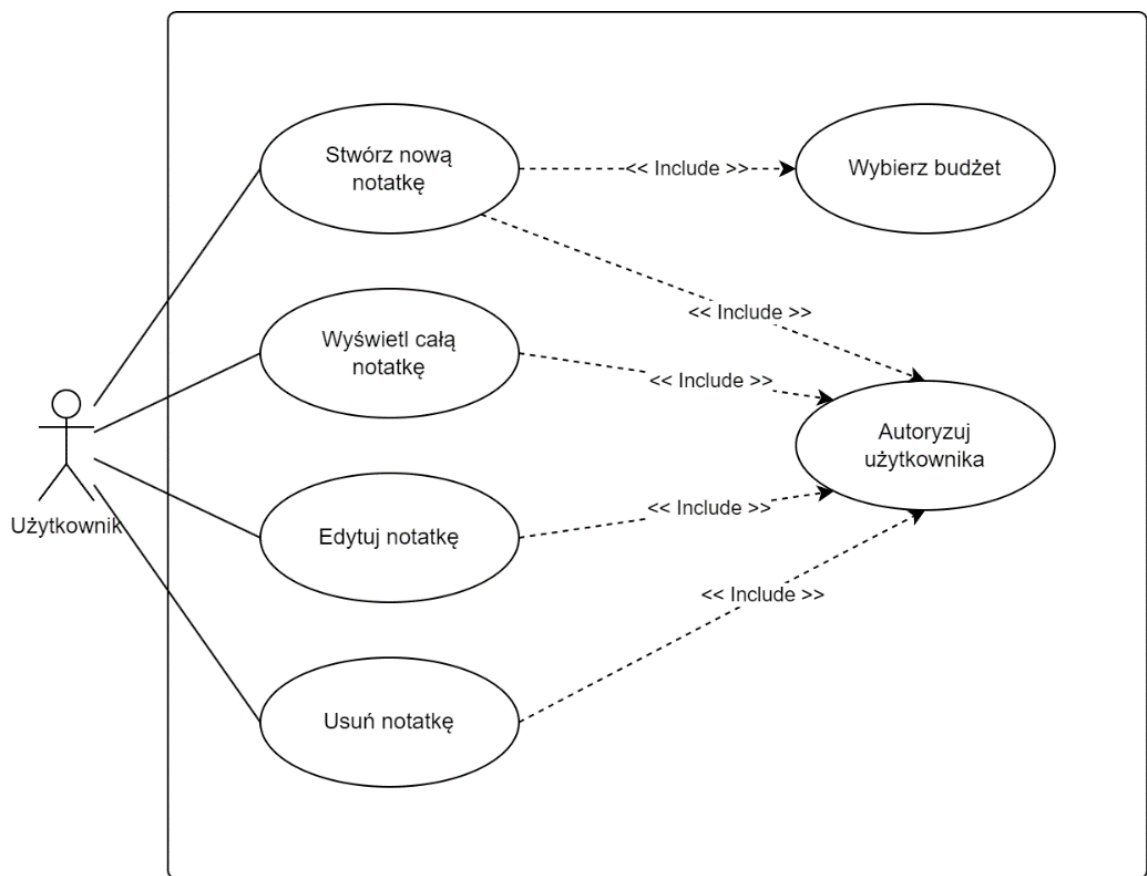 Stwórz nową
notatkę
<< Include >>
Wybierz budżet
<< Include >>
Wyświetl całą
notatkę
<< Include >>
Autoryzuj
użytkownika
Użytkownik
Edytuj notatkę
<< Include >>
<< Include >>
Usuń notatkę